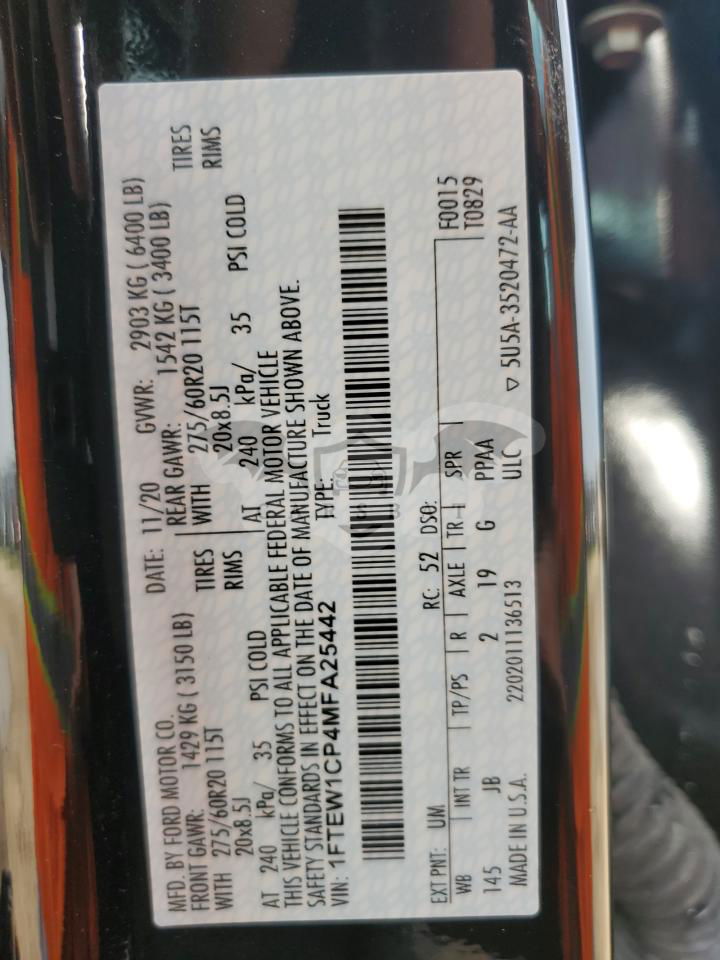 MFD. BY FORD MOTOR CO.
DATE: 11/20 GVWR: 2903 KG ( 6400 LB)
FRONT GAWR: 1429 KG ( 3150 LB)
REAR GAWR: 1542 KG ( 3400 LB)
WITH 275/60R20 115T TIRES
WITH 275/60R20 115T TIRES
20x8.5J RIMS
20x8.5J RIMS
AT 240 kPa/ 35 PSI COLD
AT 240 kPa/ 35 PSI COLD
THIS VEHICLE CONFORMS TO ALL APPLICABLE FEDERAL MOTOR VEHICLE
SAFETY STANDARDS IN EFFECT ON THE DATE OF MANUFACTURE SHOWN ABOVE.
VIN: 1FTEW1CP4MFA25442 TYPE: Truck
EXT PNT: UM RC: 52 DSO: F0015
WB INT TR TP/PS R AXLE TR SPR T0829
145 JB 2 19 G PPAA
MADE IN U.S.A. 2202011136513 ULC ▽ 5U5A-3520472-AA